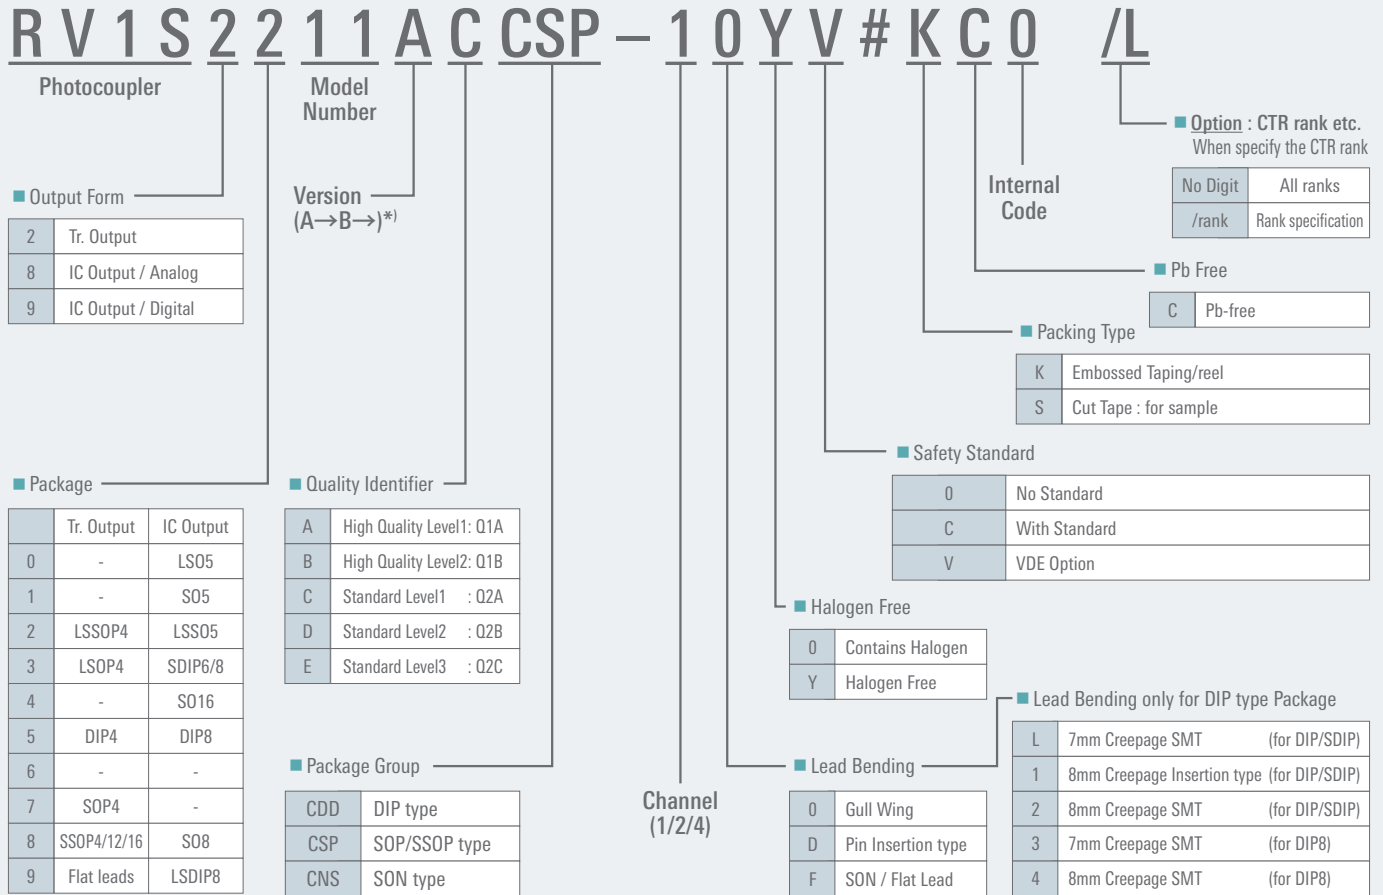 RV1S2211ACCSP–10YV#KC0 /L
Photocoupler
Model
Number
■ Option : CTR rank etc.
When specify the CTR rank
No Digit All ranks
/rank Rank specification
■ Output Form
2 Tr. Output
8 IC Output / Analog
9 IC Output / Digital
Version
(A→B→)*)
Internal
Code
■ Pb Free
C Pb-free
■ Packing Type
K Embossed Taping/reel
S Cut Tape : for sample
■ Safety Standard
0 No Standard
C With Standard
V VDE Option
■ Package
Tr. Output IC Output
0 - LSO5
1 - SO5
2 LSSOP4 LSSO5
3 LSOP4 SDIP6/8
4 - SO16
5 DIP4 DIP8
6 - -
7 SOP4 -
8 SSOP4/12/16 SO8
9 Flat leads LSDIP8
■ Quality Identifier
A High Quality Level1: Q1A
B High Quality Level2: Q1B
C Standard Level1 : Q2A
D Standard Level2 : Q2B
E Standard Level3 : Q2C
■ Package Group
CDD DIP type
CSP SOP/SSOP type
CNS SON type
Channel
(1/2/4)
■ Halogen Free
0 Contains Halogen
Y Halogen Free
■ Lead Bending
0 Gull Wing
D Pin Insertion type
F SON / Flat Lead
■ Lead Bending only for DIP type Package
L 7mm Creepage SMT (for DIP/SDIP)
1 8mm Creepage Insertion type (for DIP/SDIP)
2 8mm Creepage SMT (for DIP/SDIP)
3 7mm Creepage SMT (for DIP8)
4 8mm Creepage SMT (for DIP8)